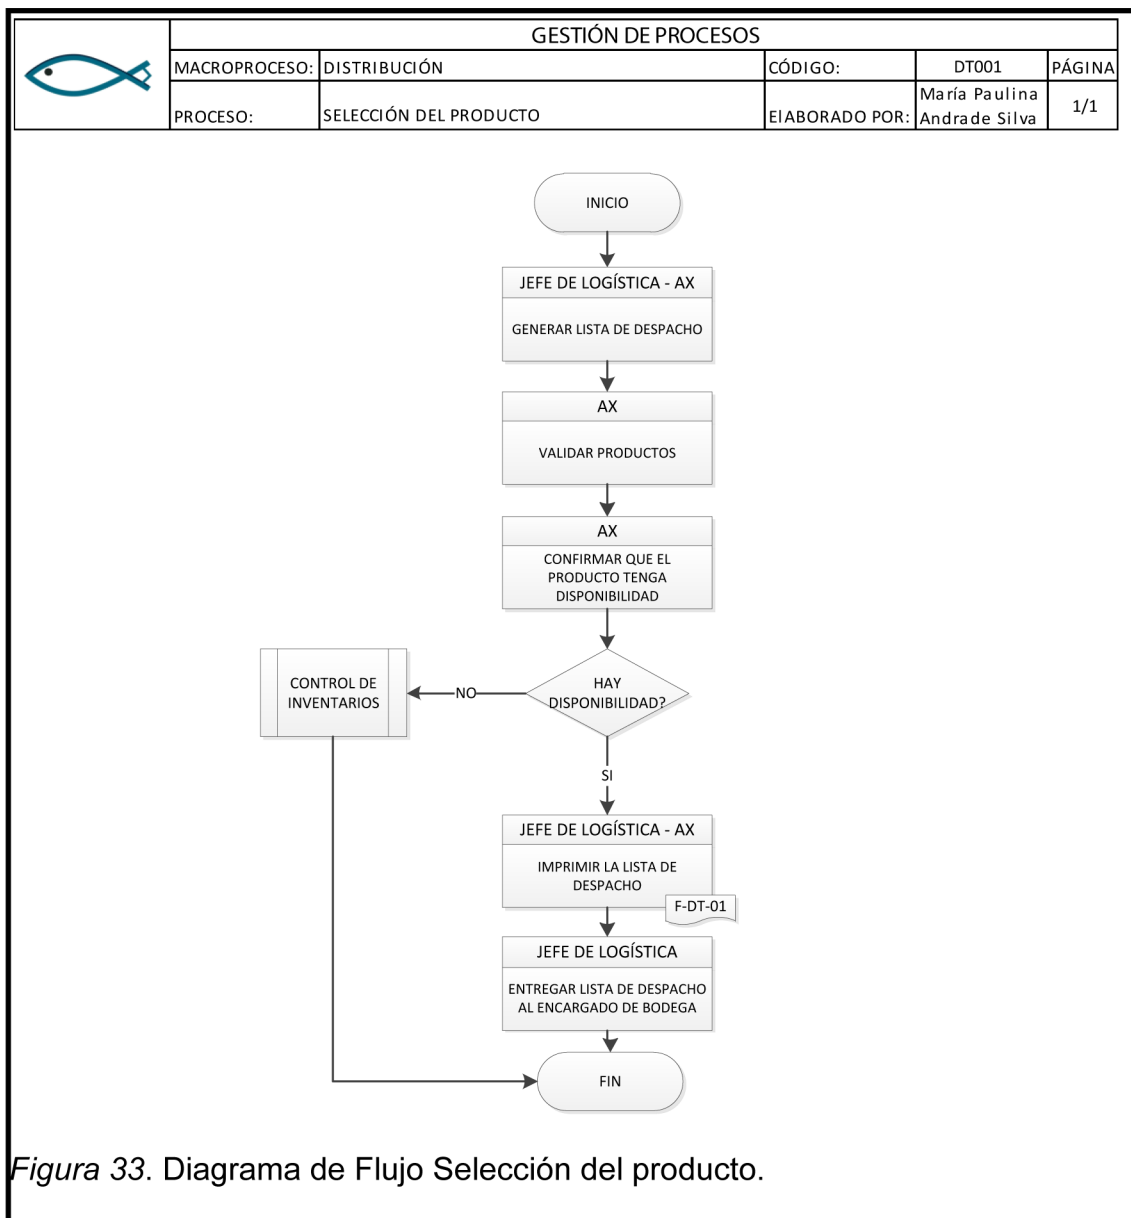 GESTIÓN DE PROCESOS
MACROPROCESO: DISTRIBUCIÓN CÓDIGO: DT001 PÁGINA
PROCESO: SELECCIÓN DEL PRODUCTO ElABORADO POR: María Paulina
Andrade Silva 1/1
INICIO
JEFE DE LOGÍSTICA - AX
GENERAR LISTA DE DESPACHO
AX
VALIDAR PRODUCTOS
AX
CONFIRMAR QUE EL
PRODUCTO TENGA
DISPONIBILIDAD
HAY
DISPONIBILIDAD?
NO
CONTROL DE
INVENTARIOS
SI
JEFE DE LOGÍSTICA - AX
IMPRIMIR LA LISTA DE
DESPACHO
F-DT-01
JEFE DE LOGÍSTICA
ENTREGAR LISTA DE DESPACHO
AL ENCARGADO DE BODEGA
FIN
Figura 33. Diagrama de Flujo Selección del producto.